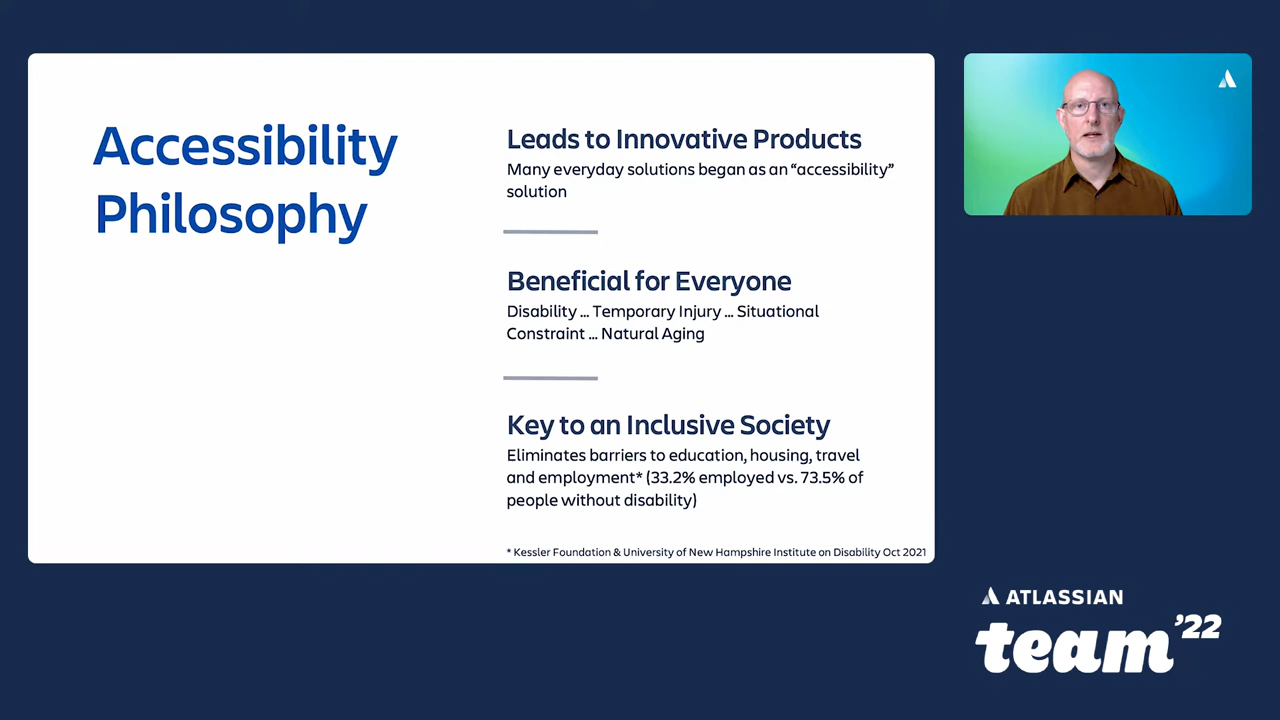 Accessibility
Philosophy
Leads to Innovative Products
Many everyday solutions began as an “accessibility”
solution
Beneficial for Everyone
Disability ... Temporary Injury ... Situational
Constraint ... Natural Aging
Key to an Inclusive Society
Eliminates barriers to education, housing, travel
and employment* (33.2% employed vs. 73.5% of
people without disability)
* Kessler Foundation & University of New Hampshire Institute on Disability Oct 2021
ATLASSIAN
team ’22